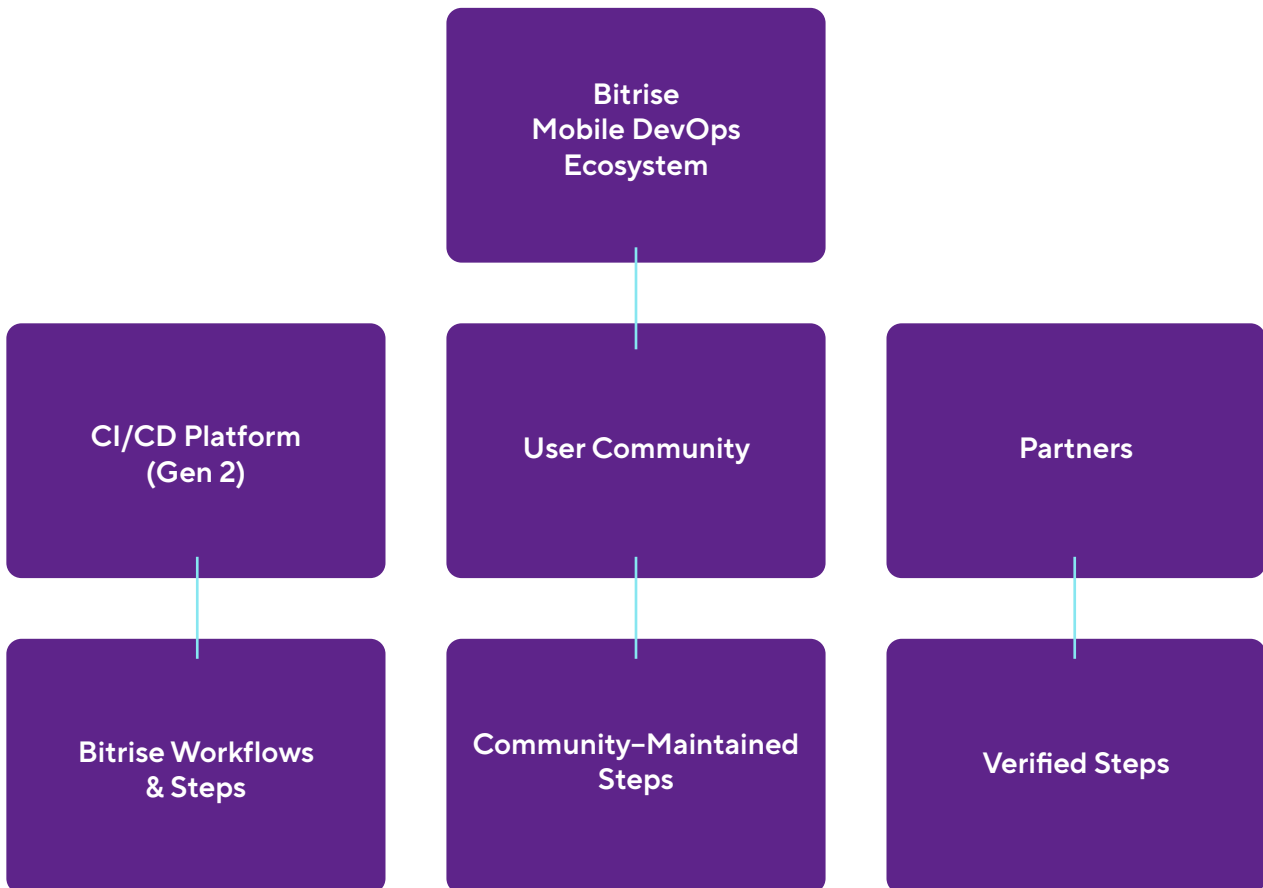 Bitrise
Mobile DevOps
Ecosystem
CI/CD Platform
(Gen 2)
User Community
Partners
Bitrise Workflows
& Steps
Community–Maintained
Steps
Verified Steps